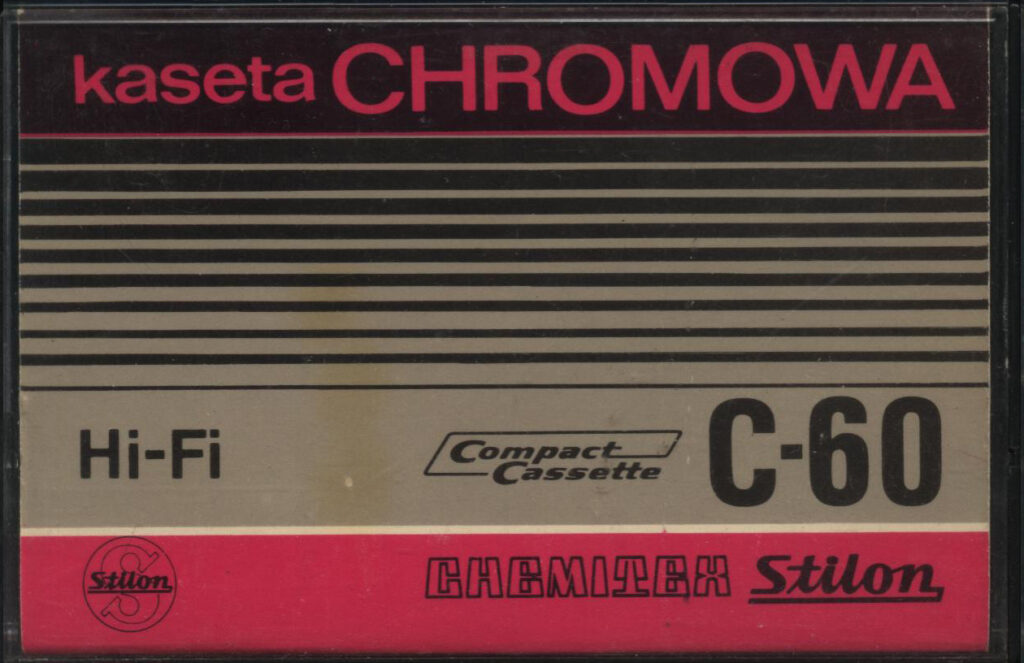 kaseta CHROMOWA
Hi-Fi
Compact
Cassette
C-60
Stilon
S
CHEMITEX Stilon